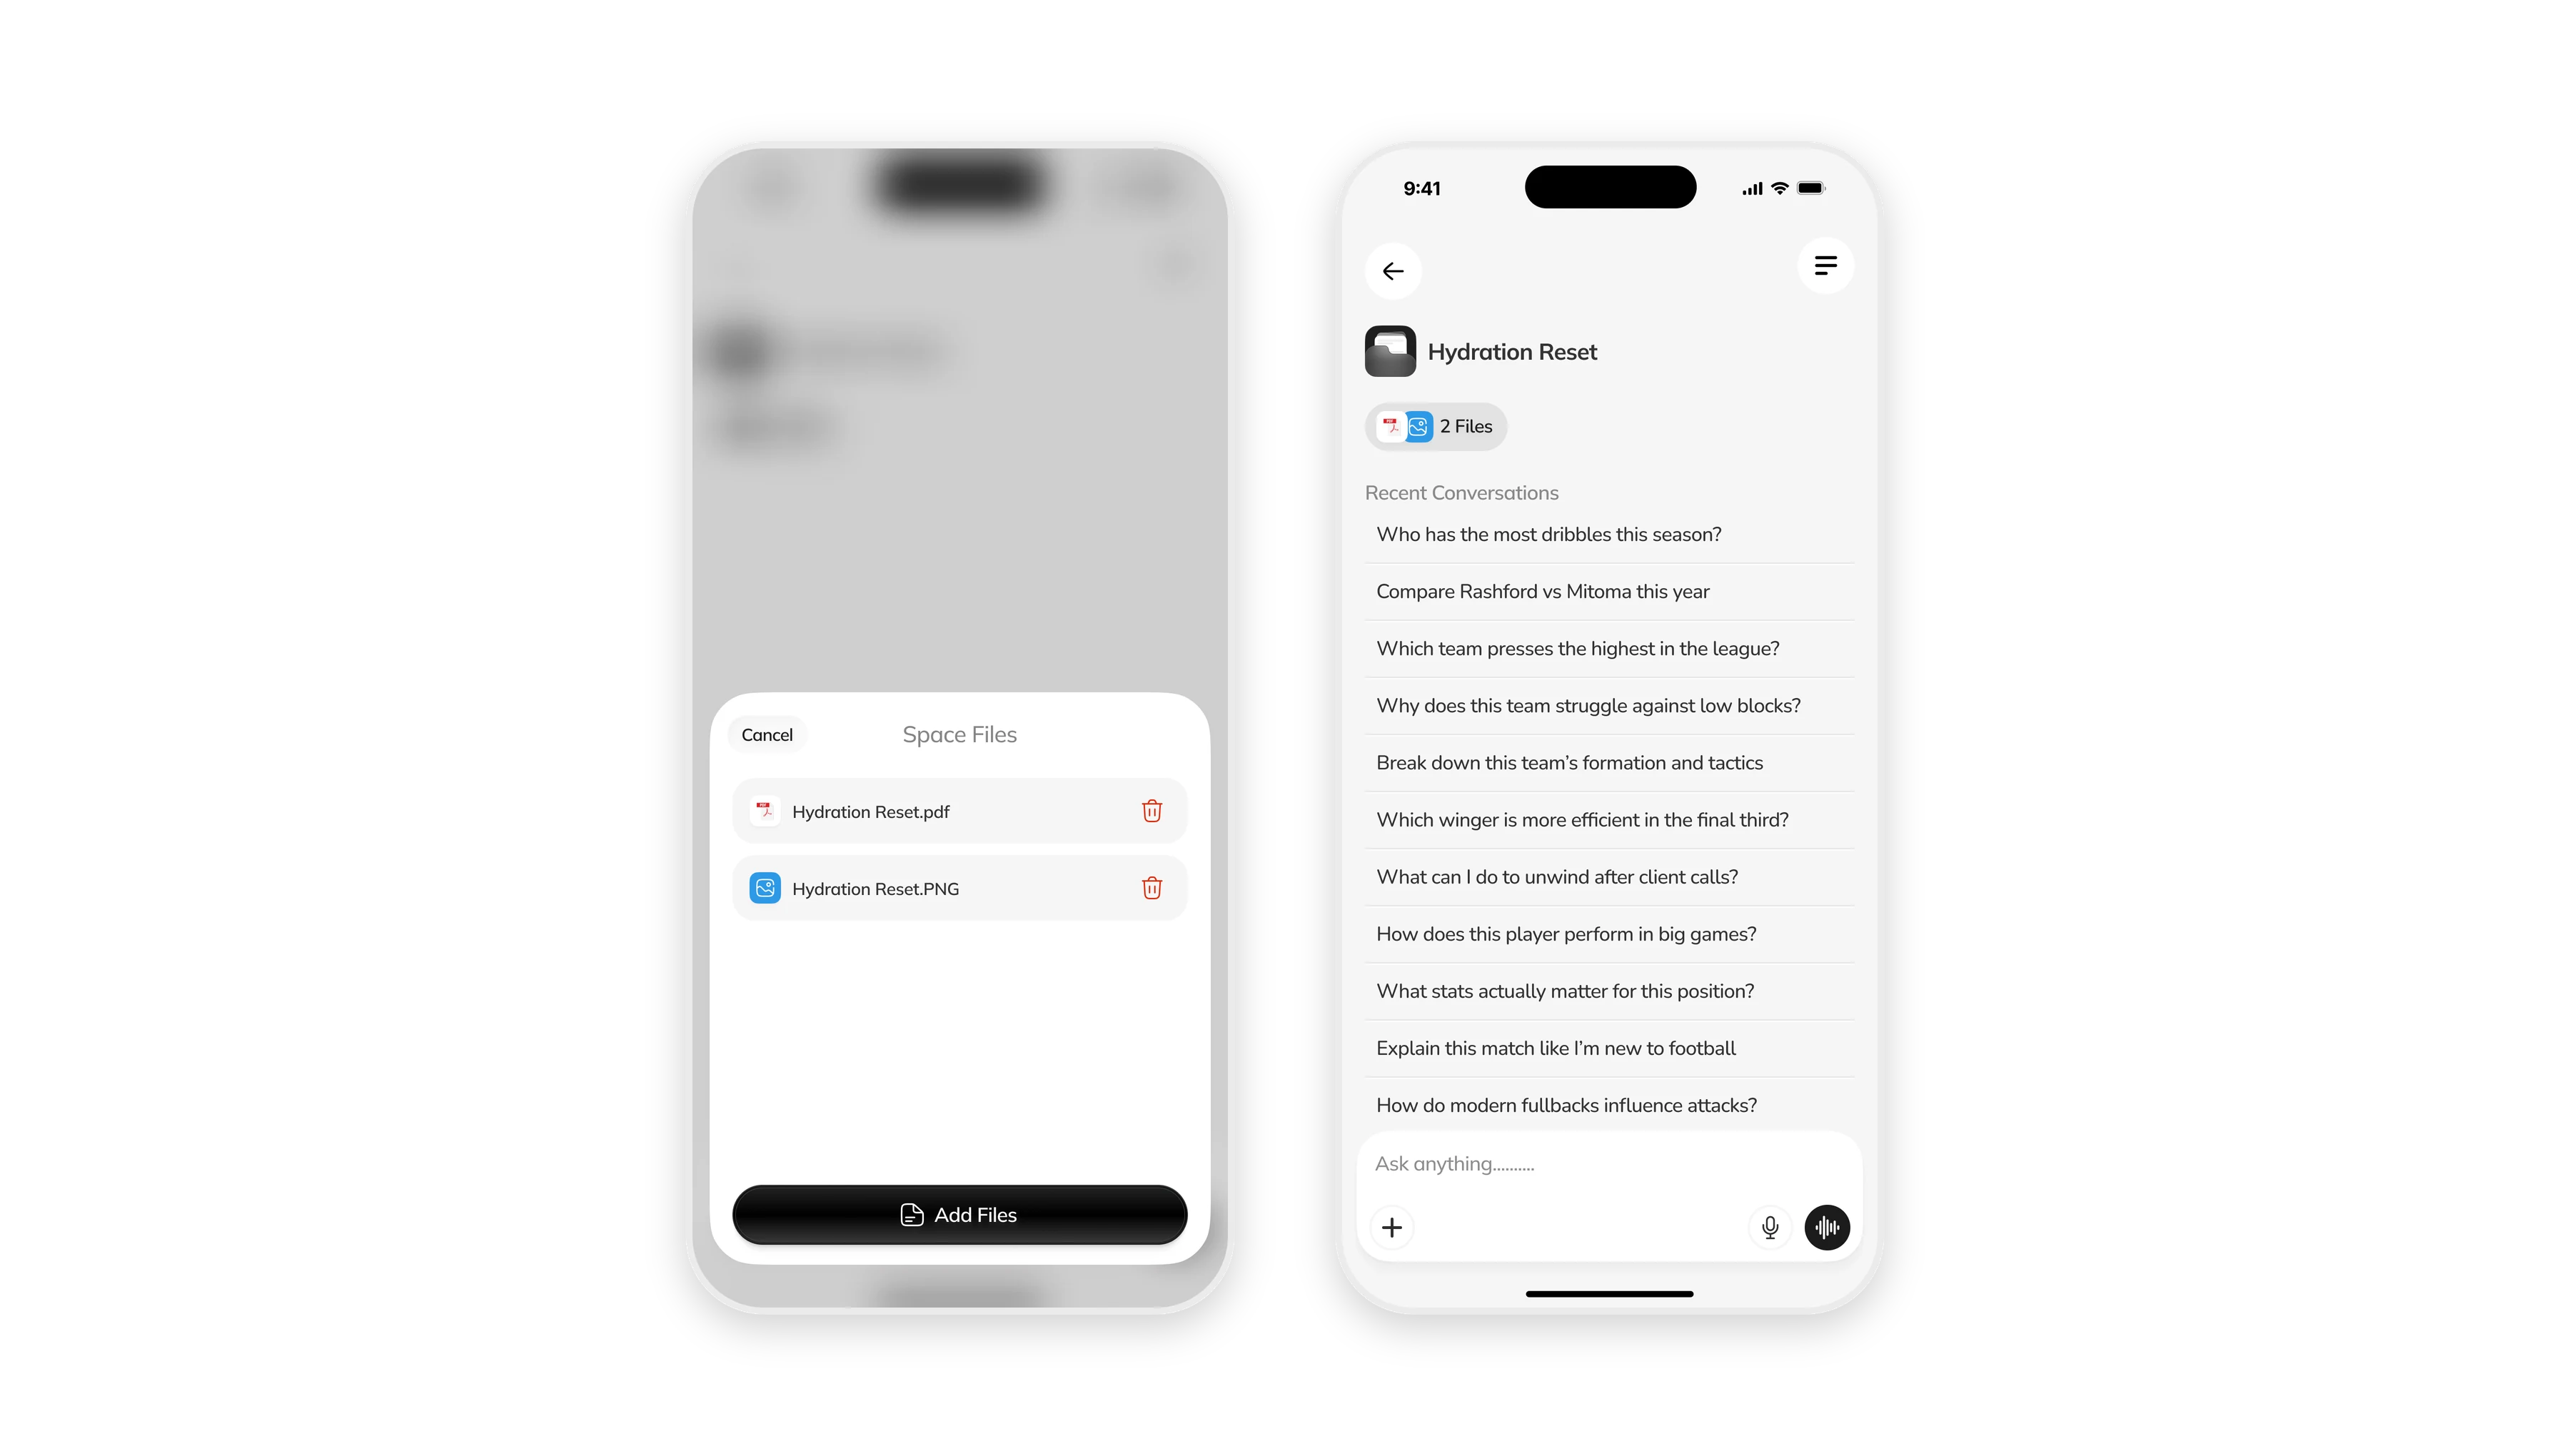 Cancel
Space Files
PDF
Hydration Reset.pdf
Hydration Reset.PNG
Add Files
9:41
Hydration Reset
PDF
2 Files
Recent Conversations
Who has the most dribbles this season?
Compare Rashford vs Mitoma this year
Which team presses the highest in the league?
Why does this team struggle against low blocks?
Break down this team’s formation and tactics
Which winger is more efficient in the final third?
What can I do to unwind after client calls?
How does this player perform in big games?
What stats actually matter for this position?
Explain this match like I’m new to football
How do modern fullbacks influence attacks?
Ask anything..........